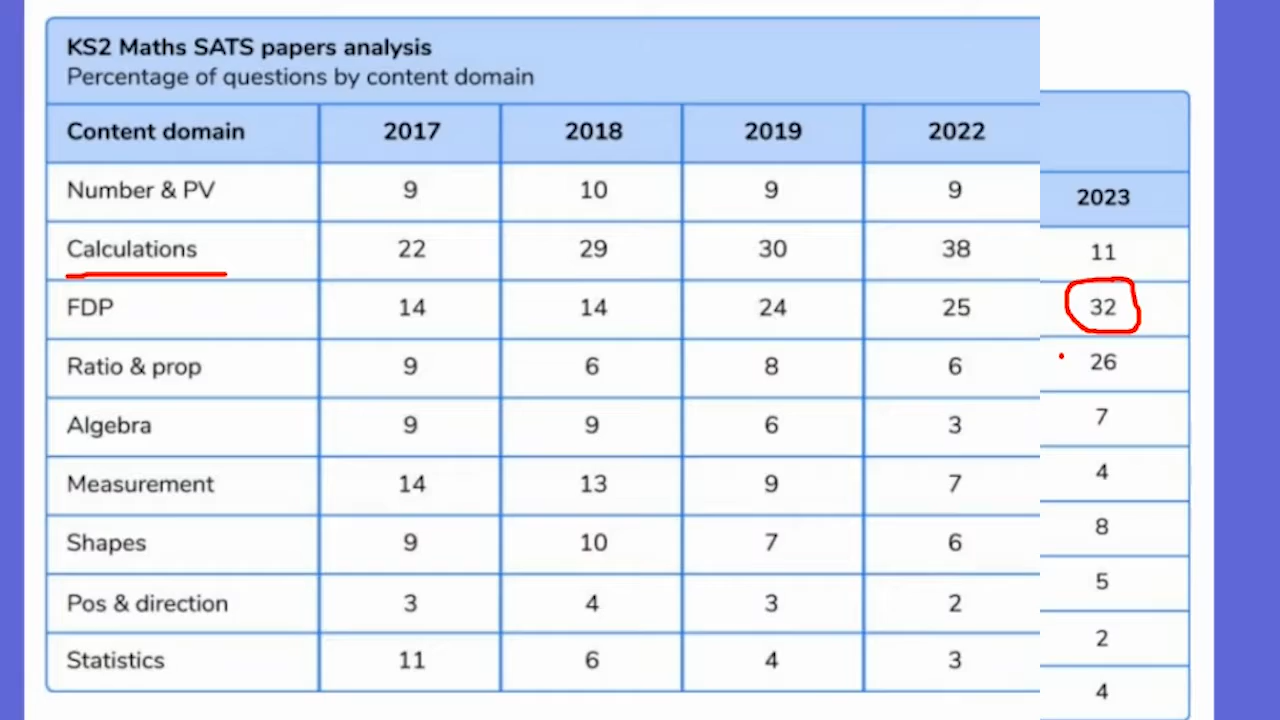 KS2 Maths SATS papers analysis
Percentage of questions by content domain
Content domain 2017 2018 2019 2022 2023
Number & PV 9 10 9 9 11
Calculations 22 29 30 38 32
FDP 14 14 24 25 26
Ratio & prop 9 6 8 6 7
Algebra 9 9 6 3 4
Measurement 14 13 9 7 8
Shapes 9 10 7 6 5
Pos & direction 3 4 3 2 2
Statistics 11 6 4 3 4